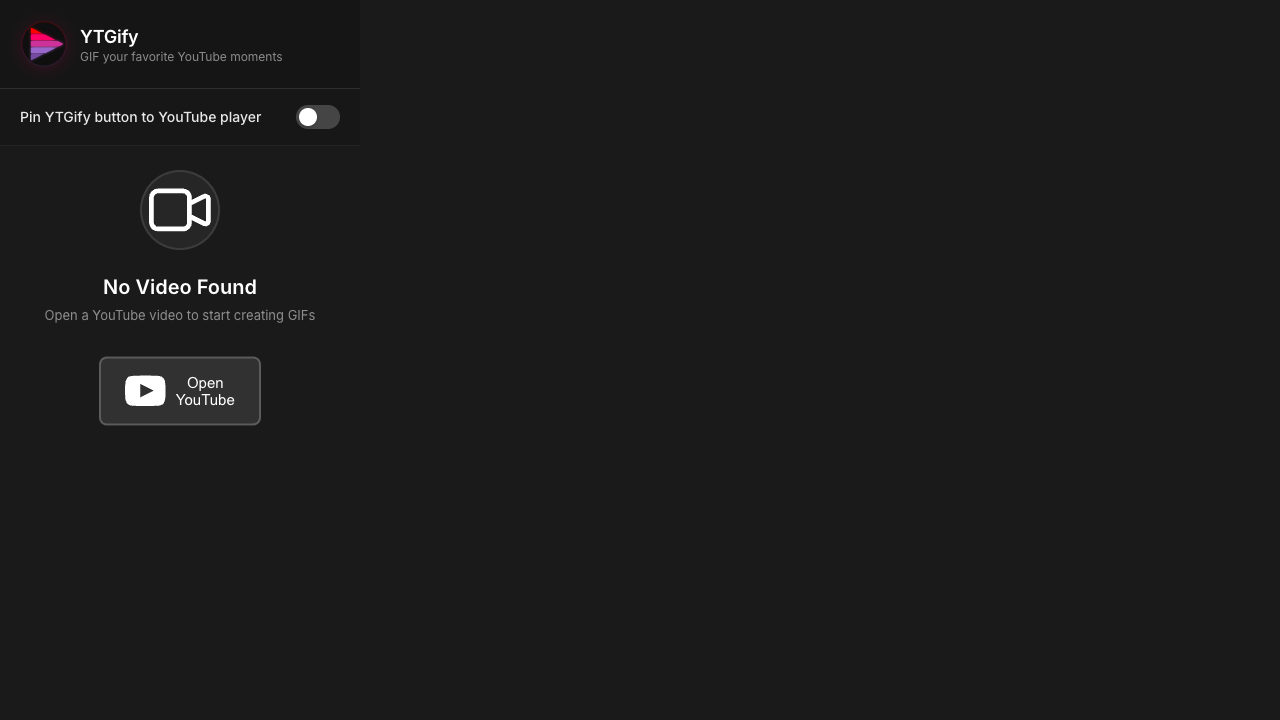 YTGify
GIF your favorite YouTube moments
Pin YTGify button to YouTube player
No Video Found
Open a YouTube video to start creating GIFs
Open
YouTube